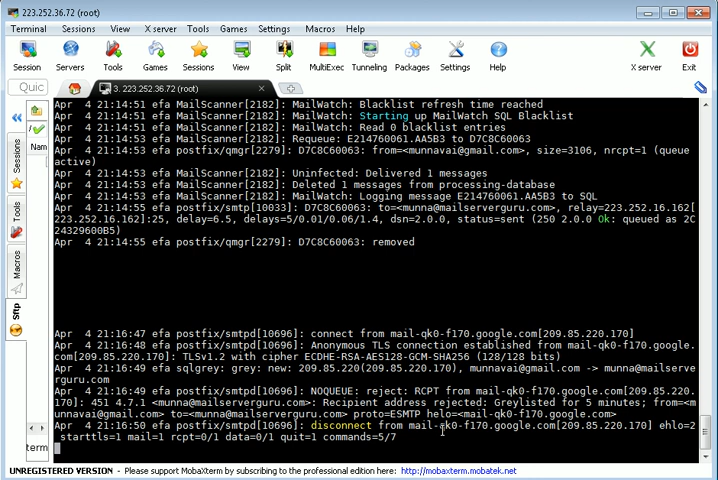 223.252.36.72 (root)
Terminal Sessions View X server Tools Games Settings Macros Help
Session Servers Tools Games Sessions View Split MultiExec Tunneling Packages Settings Help X server Exit
Quic
3. 223.252.36.72 (root)
Nam
Sessions
Tools
Macros
Sftp
term
Apr  4 21:14:51 efa MailScanner[2182]: MailWatch: Blacklist refresh time reached
Apr  4 21:14:51 efa MailScanner[2182]: MailWatch: Starting up MailWatch SQL Blacklist
Apr  4 21:14:51 efa MailScanner[2182]: MailWatch: Read 0 blacklist entries
Apr  4 21:14:53 efa MailScanner[2182]: Requeue: E214760061.AA5B3 to D7C8C60063
Apr  4 21:14:53 efa postfix/qmgr[2279]: D7C8C60063: from=<munnavai@gmail.com>, size=3106, nrcpt=1 (queue
active)
Apr  4 21:14:53 efa MailScanner[2182]: Uninfected: Delivered 1 messages
Apr  4 21:14:53 efa MailScanner[2182]: Deleted 1 messages from processing-database
Apr  4 21:14:53 efa MailScanner[2182]: MailWatch: Logging message E214760061.AA5B3 to SQL
Apr  4 21:14:55 efa postfix/smtp[10033]: D7C8C60063: to=<munna@mailserverguru.com>, relay=223.252.16.162[
223.252.16.162]:25, delay=6.5, delays=5/0.01/0.06/1.4, dsn=2.0.0, status=sent (250 2.0.0 Ok: queued as 2C
24329600B5)
Apr  4 21:14:55 efa postfix/qmgr[2279]: D7C8C60063: removed
Apr  4 21:16:47 efa postfix/smtpd[10696]: connect from mail-qk0-f170.google.com[209.85.220.170]
Apr  4 21:16:48 efa postfix/smtpd[10696]: Anonymous TLS connection established from mail-qk0-f170.google.
com[209.85.220.170]: TLSv1.2 with cipher ECDHE-RSA-AES128-GCM-SHA256 (128/128 bits)
Apr  4 21:16:49 efa sqlgrey: grey: new: 209.85.220(209.85.220.170), munnavai@gmail.com -> munna@mailserve
rguru.com
Apr  4 21:16:49 efa postfix/smtpd[10696]: NOQUEUE: reject: RCPT from mail-qk0-f170.google.com[209.85.220.
170]: 451 4.7.1 <munna@mailserverguru.com>: Recipient address rejected: Greylisted for 5 minutes; from=<m
unnavai@gmail.com> to=<munna@mailserverguru.com> proto=ESMTP helo=<mail-qk0-f170.google.com>
Apr  4 21:16:50 efa postfix/smtpd[10696]: disconnect from mail-qk0-f170.google.com[209.85.220.170] ehlo=2
starttls=1 mail=1 rcpt=0/1 data=0/1 quit=1 commands=5/7
UNREGISTERED VERSION - Please support MobaXterm by subscribing to the professional edition here: http://mobaxterm.mobatek.net